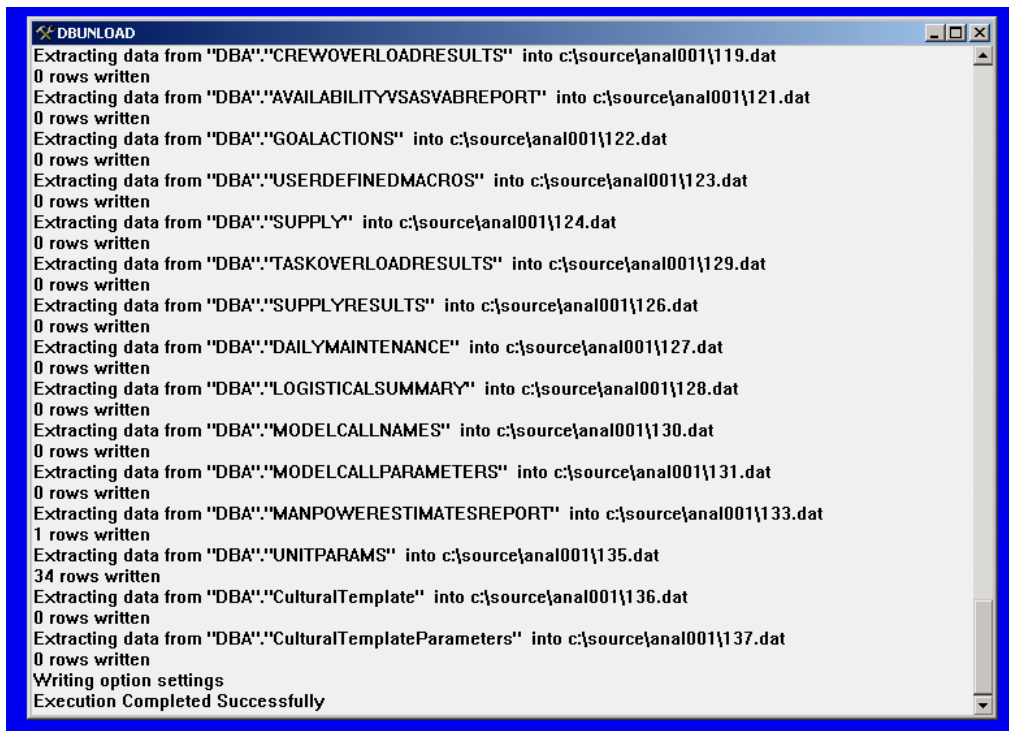 DBUNLOAD
Extracting data from "DBA"."CREWOVERLOADRESULTS" into c:\source\anal001\119.dat
0 rows written
Extracting data from "DBA"."AVAILABILITYVSASVABREPORT" into c:\source\anal001\121.dat
0 rows written
Extracting data from "DBA"."GOALACTIONS" into c:\source\anal001\122.dat
0 rows written
Extracting data from "DBA"."USERDEFINEDMACROS" into c:\source\anal001\123.dat
0 rows written
Extracting data from "DBA"."SUPPLY" into c:\source\anal001\124.dat
0 rows written
Extracting data from "DBA"."TASKOVERLOADRESULTS" into c:\source\anal001\129.dat
0 rows written
Extracting data from "DBA"."SUPPLYRESULTS" into c:\source\anal001\126.dat
0 rows written
Extracting data from "DBA"."DAILYMAINTENANCE" into c:\source\anal001\127.dat
0 rows written
Extracting data from "DBA"."LOGISTICALSUMMARY" into c:\source\anal001\128.dat
0 rows written
Extracting data from "DBA"."MODELCALLNAMES" into c:\source\anal001\130.dat
0 rows written
Extracting data from "DBA"."MODELCALLPARAMETERS" into c:\source\anal001\131.dat
0 rows written
Extracting data from "DBA"."MANPOWERESTIMATESREPORT" into c:\source\anal001\133.dat
1 rows written
Extracting data from "DBA"."UNITPARAMS" into c:\source\anal001\135.dat
34 rows written
Extracting data from "DBA"."CulturalTemplate" into c:\source\anal001\136.dat
0 rows written
Extracting data from "DBA"."CulturalTemplateParameters" into c:\source\anal001\137.dat
0 rows written
Writing option settings
Execution Completed Successfully